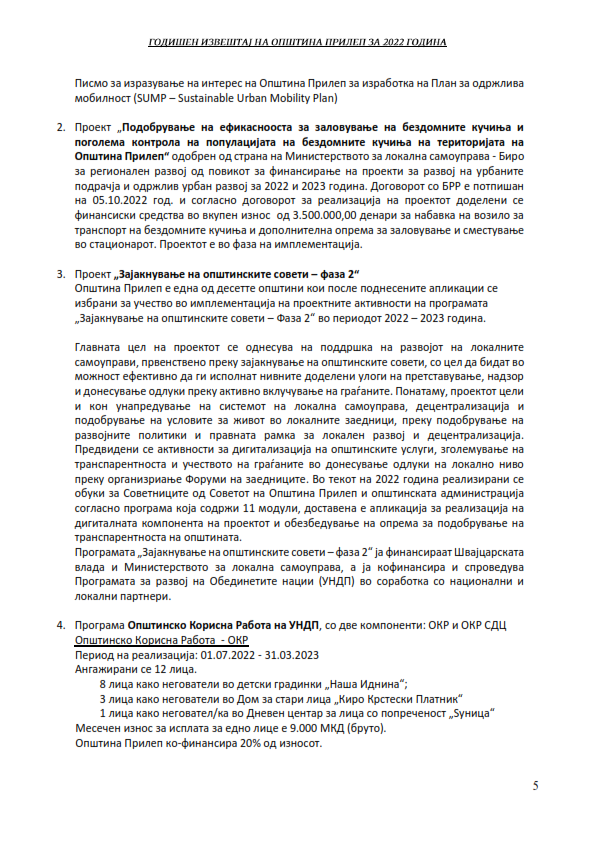 ГОДИШЕН ИЗВЕШТАЈ НА ОПШТИНА ПРИЛЕП ЗА 2022 ГОДИНА
Писмо за изразување на интерес на Општина Прилеп за изработка на План за одржлива
мобилност (SUMP – Sustainable Urban Mobility Plan)
2. Проект „Подобрување на ефикасноста за заловување на бездомните кучиња и
поголема контрола на популацијата на бездомните кучиња на територијата на
Општина Прилеп“ одобрен од страна на Министерството за локална самоуправа - Биро
за регионален развој од повикот за финансирање на проекти за развој на урбаните
подрачја и одржлив урбан развој за 2022 и 2023 година. Договорот со БРР е потпишан
на 05.10.2022 год. и согласно договорот за реализација на проектот доделени се
финансиски средства во вкупен износ од 3.500.000,00 денари за набавка на возило за
транспорт на бездомните кучиња и дополнителна опрема за заловување и сместување
во стационарот. Проектот е во фаза на имплементација.
3. Проект „Зајакнување на општинските совети – фаза 2“
Општина Прилеп е една од десетте општини кои после поднесените апликации се
избрани за учество во имплементација на проектните активности на програмата
„Зајакнување на општинските совети – Фаза 2“ во периодот 2022 – 2023 година.
Главната цел на проектот се однесува на поддршка на развојот на локалните
самоуправи, првенствено преку зајакнување на општинските совети, со цел да бидат во
можност ефективно да ги исполнат нивните доделени улоги на претставување, надзор
и донесување одлуки преку активно вклучување на граѓаните. Понатаму, проектот цели
и кон унапредување на системот на локална самоуправа, децентрализација и
подобрување на условите за живот во локалните заедници, преку подобрување на
развојните политики и правната рамка за локален развој и децентрализација.
Предвидени се активности за дигитализација на општинските услуги, зголемување на
транспарентноста и учеството на граѓаните во донесување одлуки на локално ниво
преку организриање Форуми на заедниците. Во текот на 2022 година реализирани се
обуки за Советниците од Советот на Општина Прилеп и општинската администрација
согласно програма која содржи 11 модули, доставена е апликација за реализација на
дигиталната компонента на проектот и обезбедување на опрема за подобрување на
транспарентноста на општината.
Програмата „Зајакнување на општинските совети – фаза 2“ ја финансираат Швајцарската
влада и Министерството за локална самоуправа, а ја кофинансира и спроведува
Програмата за развој на Обединетите нации (УНДП) во соработка со национални и
локални партнери.
4. Програма Општинско Корисна Работа на УНДП, со две компоненти: ОКР и ОКР СДЦ
Општинско Корисна Работа - ОКР
Период на реализација: 01.07.2022 - 31.03.2023
Ангажирани се 12 лица.
8 лица како негователи во детски градинки „Наша Иднина“;
3 лица како негователи во Дом за стари лица „Киро Крстески Платник“
1 лица како неговател/ка во Дневен центар за лица со попреченост „Ѕуница“
Месечен износ за исплата за едно лице е 9.000 МКД (бруто).
Општина Прилеп ко-финансира 20% од износот.
5